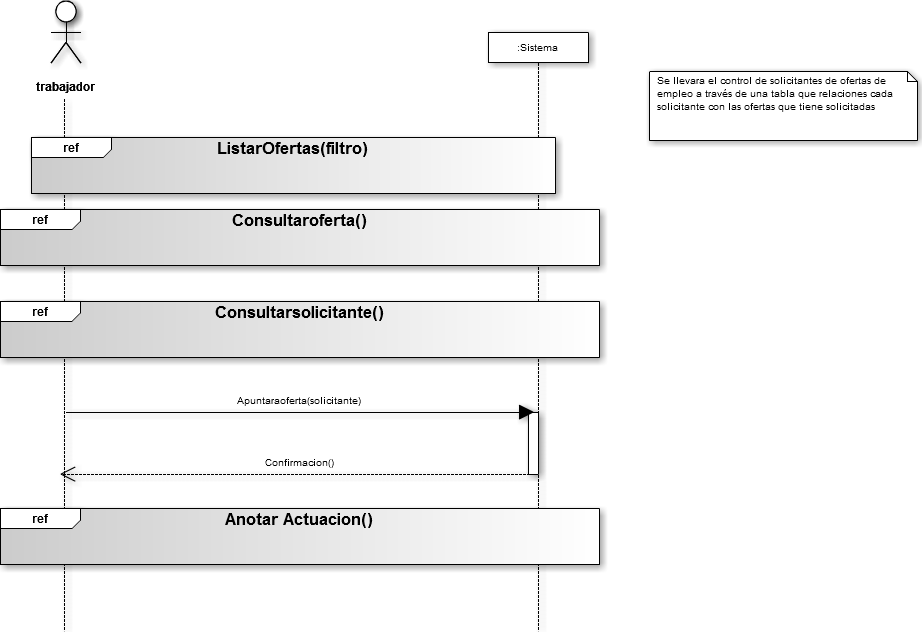 :Sistema
trabajador
Se llevara el control de solicitantes de ofertas de
empleo a través de una tabla que relaciones cada
solicitante con las ofertas que tiene solicitadas
ref
ListarOfertas(filtro)
ref
Consultaroferta()
ref
Consultarsolicitante()
Apuntaraoferta(solicitante)
Confirmacion()
ref
Anotar Actuacion()